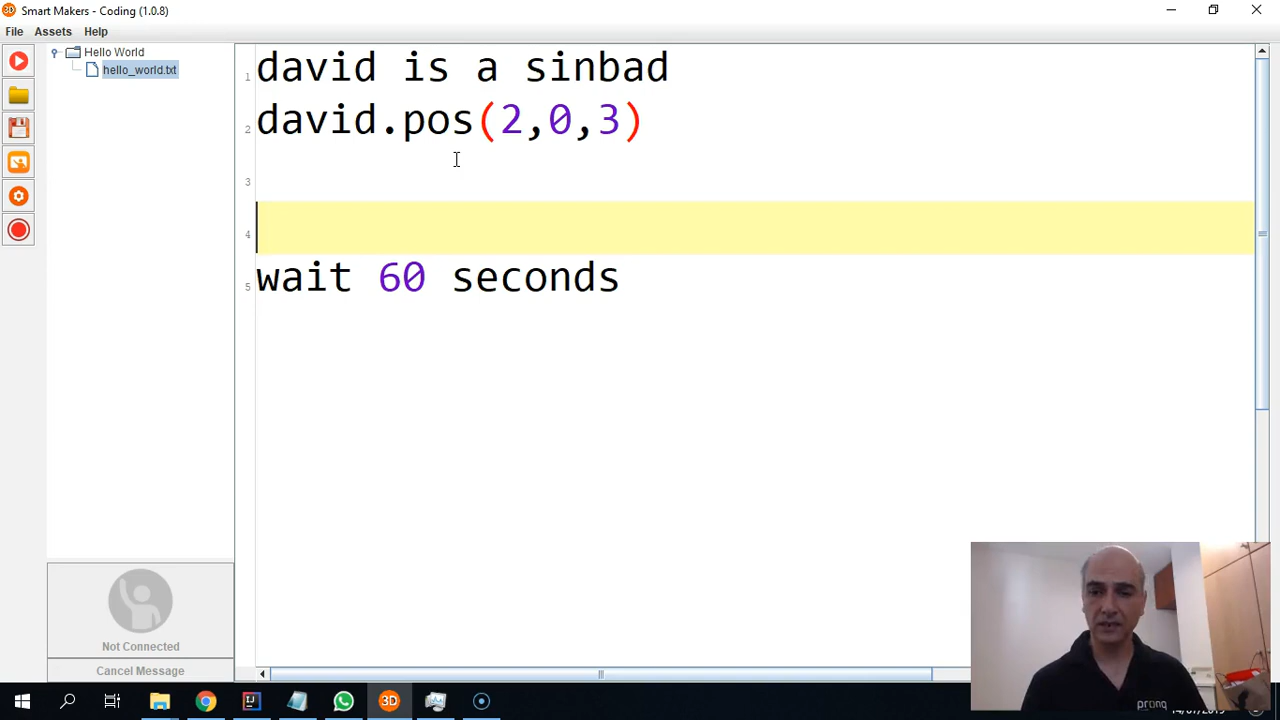 Smart Makers - Coding (1.0.8)
File Assets Help
Hello World
hello_world.txt
1 david is a sinbad
2 david.pos(2,0,3)
3
4
5 wait 60 seconds
Not Connected
Cancel Message
3D